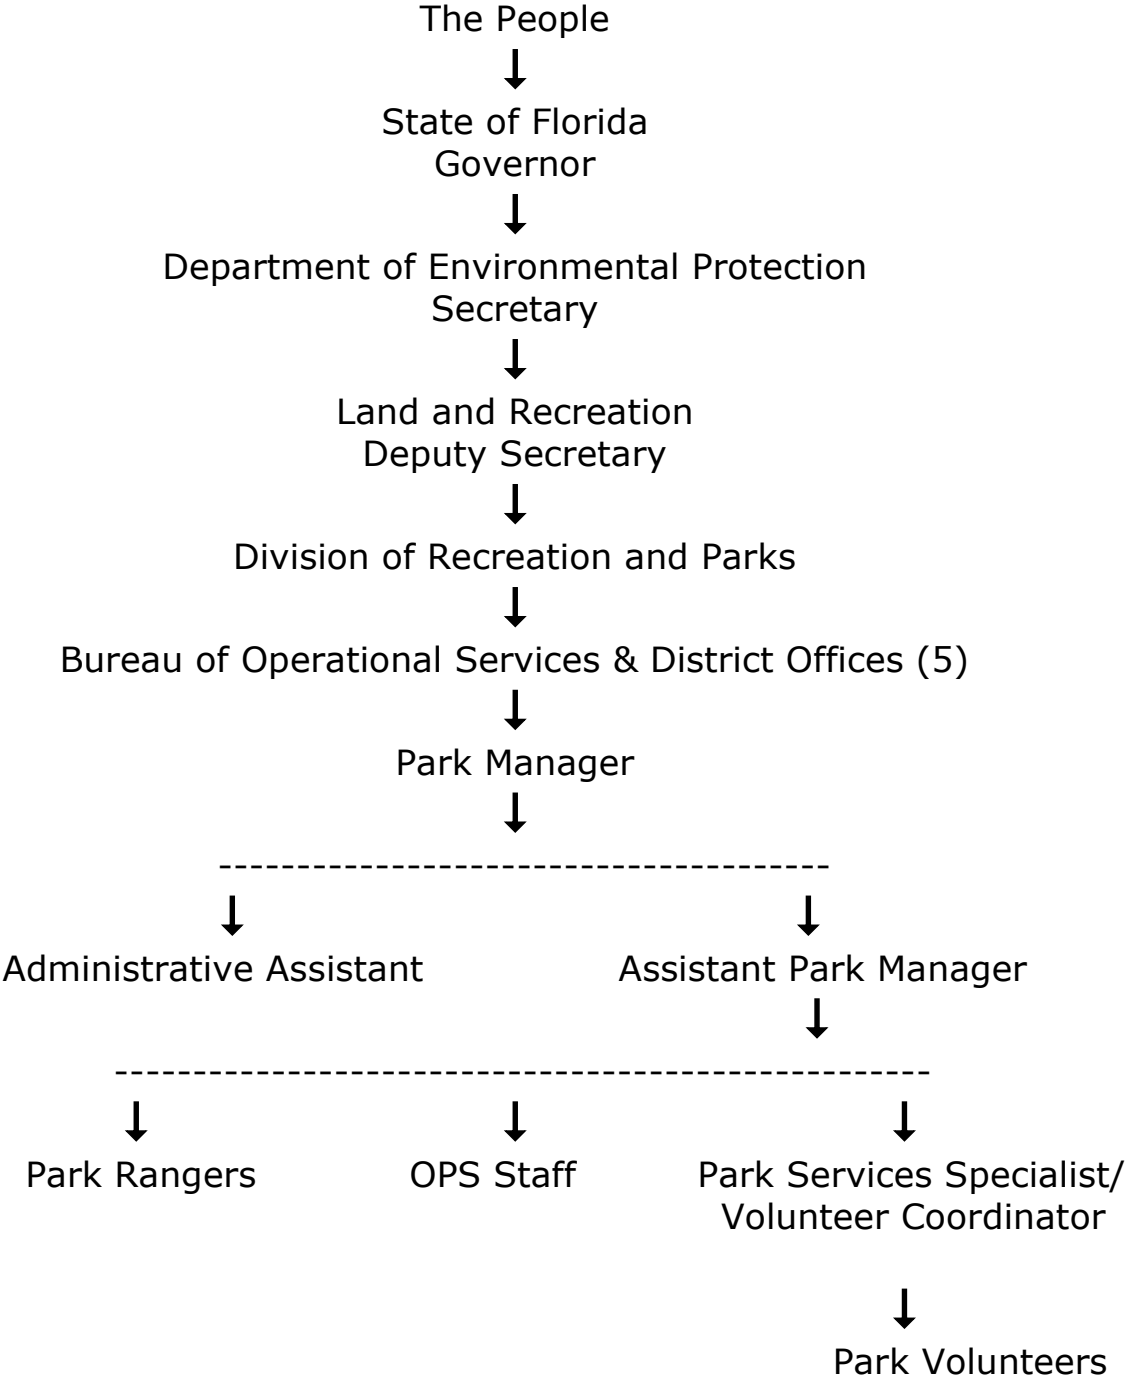 The People
State of Florida
Governor
Department of Environmental Protection
Secretary
Land and Recreation
Deputy Secretary
Division of Recreation and Parks
Bureau of Operational Services & District Offices (5)
Park Manager
Administrative Assistant
Assistant Park Manager
Park Rangers
OPS Staff
Park Services Specialist/
Volunteer Coordinator
Park Volunteers